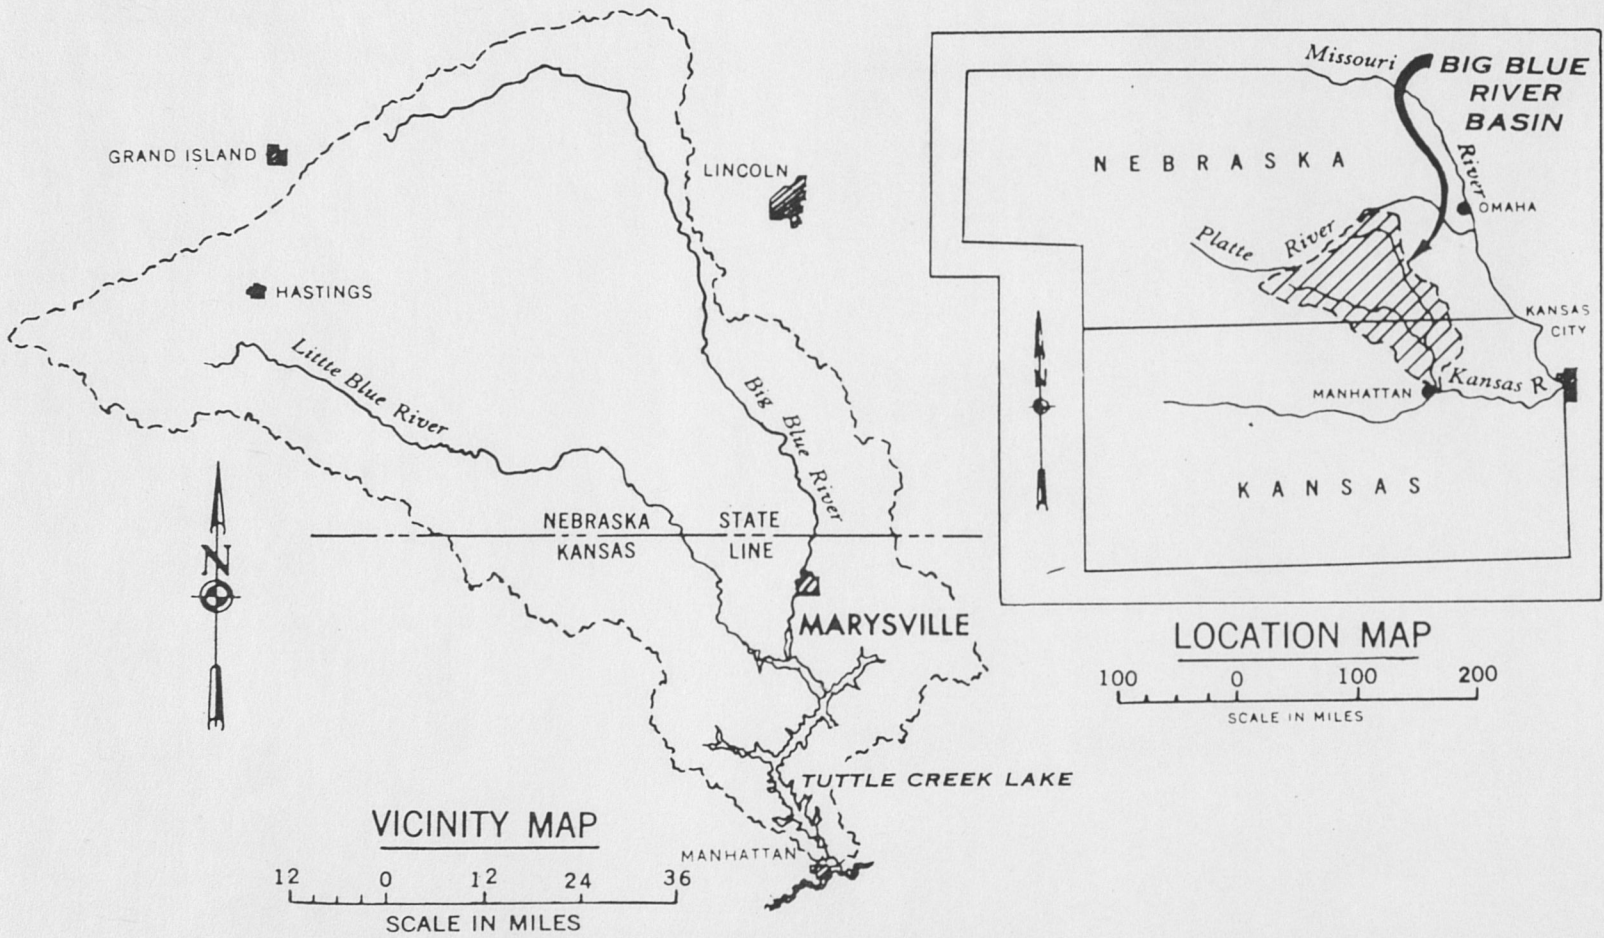 GRAND ISLAND
LINCOLN
HASTINGS
Little Blue River
Big Blue River
NEBRASKA STATE
KANSAS LINE
N
MARYSVILLE
TUTTLE CREEK LAKE
MANHATTAN
VICINITY MAP
12 0 12 24 36
SCALE IN MILES
Missouri River
BIG BLUE
RIVER
BASIN
NEBRASKA
OMAHA
Platte River
KANSAS
CITY
N
MANHATTAN
Kansas R
KANSAS
LOCATION MAP
100 0 100 200
SCALE IN MILES